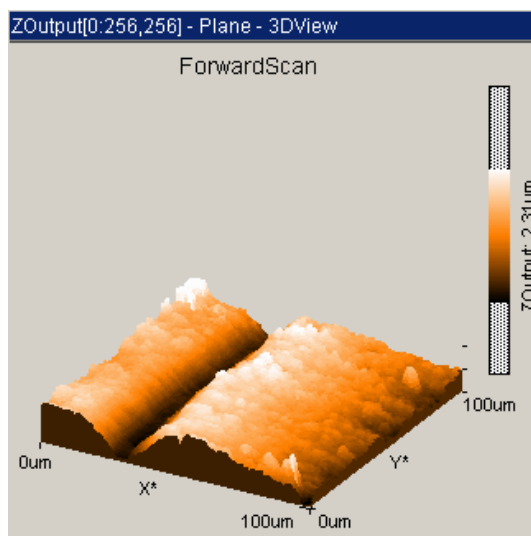 ZOutput[0:256,256] - Plane - 3DView
ForwardScan
ZOutput: 2.31um
100um
0um
Y*
X*
100um
0um